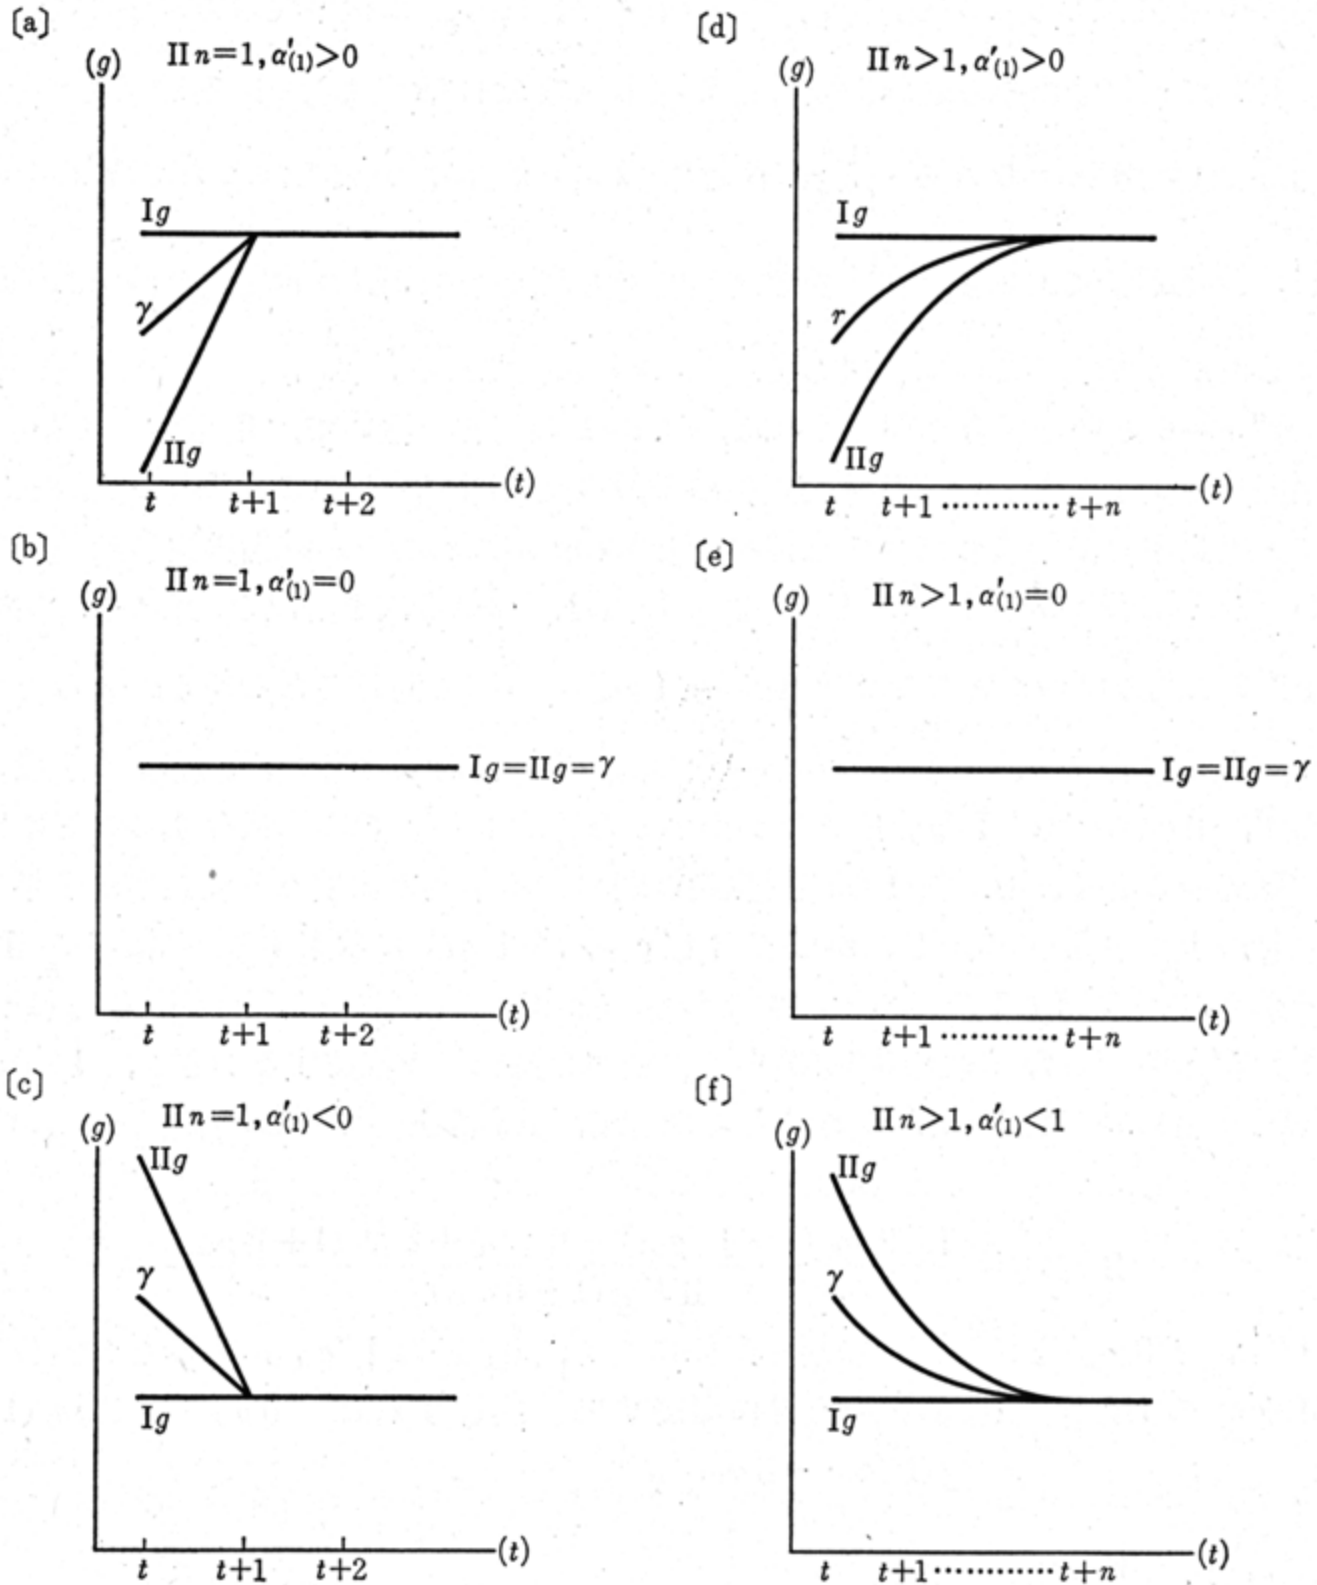 〔a〕
II n=1, α′(1)>0
(g)
Ig
γ
IIg
(t)
t t+1 t+2
〔b〕
II n=1, α′(1)=0
(g)
Ig=IIg=γ
(t)
t t+1 t+2
〔c〕
II n=1, α′(1)<0
(g)
IIg
γ
Ig
(t)
t t+1 t+2
〔d〕
II n>1, α′(1)>0
(g)
Ig
r
IIg
(t)
t t+1 ………… t+n
〔e〕
II n>1, α′(1)=0
(g)
Ig=IIg=γ
(t)
t t+1 ………… t+n
〔f〕
II n>1, α′(1)<1
(g)
IIg
γ
Ig
(t)
t t+1 ………… t+n